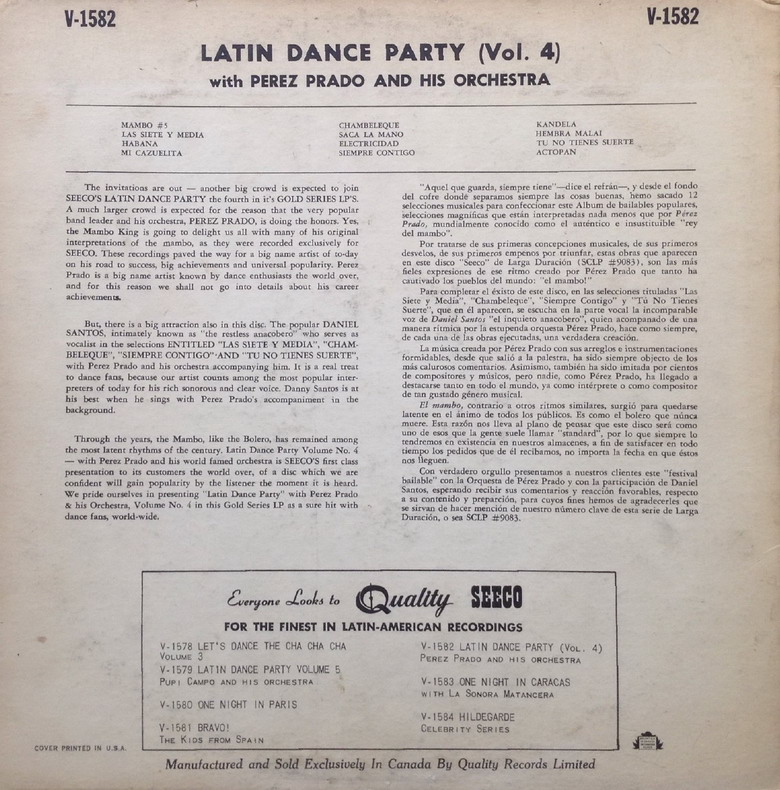 V-1582
V-1582
LATIN DANCE PARTY (Vol. 4)
with PEREZ PRADO AND HIS ORCHESTRA
MAMBO #5
LAS SIETE Y MEDIA
HABANA
MI CAZUELITA
CHAMBELEQUE
SACA LA MANO
ELECTRICIDAD
SIEMPRE CONTIGO
KANDELA
HEMBRA MALAI
TU NO TIENES SUERTE
ACTOPAN
The invitations are out — another big crowd is expected to join
SEECO'S LATIN DANCE PARTY the fourth in it's GOLD SERIES LP'S.
A much larger crowd is expected for the reason that the very popular
band leader and his orchestra, PEREZ PRADO, is doing the honors. Yes,
the Mambo King is going to delight us all with many of his original
interpretations of the mambo, as they were recorded exclusively for
SEECO. These recordings paved the way for a big name artist of to-day
on his road to success, big achievements and universal popularity. Perez
Prado is a big name artist known by dance enthusiasts the world over,
and for this reason we shall not go into details about his career
achievements.
But, there is a big attraction also in this disc. The popular DANIEL
SANTOS, intimately known as "the restless anacobero" who serves as
vocalist in the selections ENTITLED "LAS SIETE Y MEDIA", "CHAM-
BELEQUE", "SIEMPRE CONTIGO" AND "TU NO TIENES SUERTE",
with Perez Prado and his orchestra accompanying him. It is a real treat
to dance fans, because our artist counts among the most popular inter-
preters of today for his rich sonorous and clear voice. Danny Santos is at
his best when he sings with Perez Prado's accompaniment in the
background.
Through the years, the Mambo, like the Bolero, has remained among
the most latent rhythms of the century. Latin Dance Party Volume No. 4
— with Perez Prado and his world famed orchestra is SEECO'S first class
presentation to its customers the world over, of a disc which we are
confident will gain popularity by the listener the moment it is heard.
We pride ourselves in presenting "Latin Dance Party" with Perez Prado
& his Orchestra, Volume No. 4 in this Gold Series LP as a sure hit with
dance fans, world-wide.
"Aquel que guarda, siempre tiene"—dice el refrán—, y desde el fondo
del cofre donde separamos siempre las cosas buenas, hemo sacado 12
selecciones musicales para confeccionar este Album de bailables populares,
selecciones magníficas que están interpretadas nada menos que por Pérez
Prado, mundialmente conocido como el auténtico e insustituible "rey
del mambo".
Por tratarse de sus primeras concepciones musicales, de sus primeros
desvelos, de sus primeros empenos por triunfar, estas obras que aparecen
en este disco "Seeco" de Larga Duración (SCLP #9083), son las más
fieles expresiones de ese ritmo creado por Pérez Prado que tanto ha
cautivado los pueblos del mundo: "el mambo!"
Para completar el éxisto de este disco, en las selecciones tituladas "Las
Siete y Media", "Chambeleque", "Siempre Contigo" y "Tú No Tienes
Suerte", que en él aparecen, se escucha en la parte vocal la incomparable
voz de Daniel Santos "el inquieto anacobero", quien acompanado de una
manera rítmica por la estupenda orquesta Pérez Prado, hace como siempre,
de cada una de las obras ejecutadas, una verdadera creación.
La música creada por Pérez Prado con sus arreglos e instrumentaciones
formidables, desde que salió a la palestra, ha sido siempre objecto de los
más calurosos comentarios. Asimismo, también ha sido imitada por cientos
de compositores y músicos, pero nadie, como Pérez Prado, ha llegado a
destacarse tanto en todo el mundo, ya como intérprete o como compositor
de tan gustado género musical.
El mambo, contrario a otros ritmos similares, surgió para quedarse
latente en el ánimo de todos los públicos. Es como el bolero que núnca
muere. Esta razón nos lleva al plano de pensar que este disco será como
uno de esos que la gente suele llamar "standard", por lo que siempre lo
tendremos en existencia en nuestros almacenes, a fin de satisfacer en todo
tiempo los pedidos que de él recibamos, no importa la fecha en que éstos
nos lleguen.
Con verdadero orgullo presentamos a nuestros clientes este "festival
bailable" con la Orquesta de Pérez Prado y con la participación de Daniel
Santos, esperando recibir sus comentarios y reacción favorables, respecto
a su contenido y preparación, para cuyos fines hemos de agradecerles que
se sirvan de hacer mención de nuestro número clave de esta serie de Larga
Duración, o sea SCLP #9083.
Everyone Looks to Quality SEECO
FOR THE FINEST IN LATIN-AMERICAN RECORDINGS
V-1578 LET'S DANCE THE CHA CHA CHA
VOLUME 3
V-1579 LATIN DANCE PARTY VOLUME 5
PUPI CAMPO AND HIS ORCHESTRA
V-1580 ONE NIGHT IN PARIS
V-1581 BRAVO!
THE KIDS FROM SPAIN
V-1582 LATIN DANCE PARTY (VOL. 4)
PEREZ PRADO AND HIS ORCHESTRA
V-1583 ONE NIGHT IN CARACAS
WITH LA SONORA MATANCERA
V-1584 HILDEGARDE
CELEBRITY SERIES
COVER PRINTED IN U.S.A.
Manufactured and Sold Exclusively In Canada By Quality Records Limited